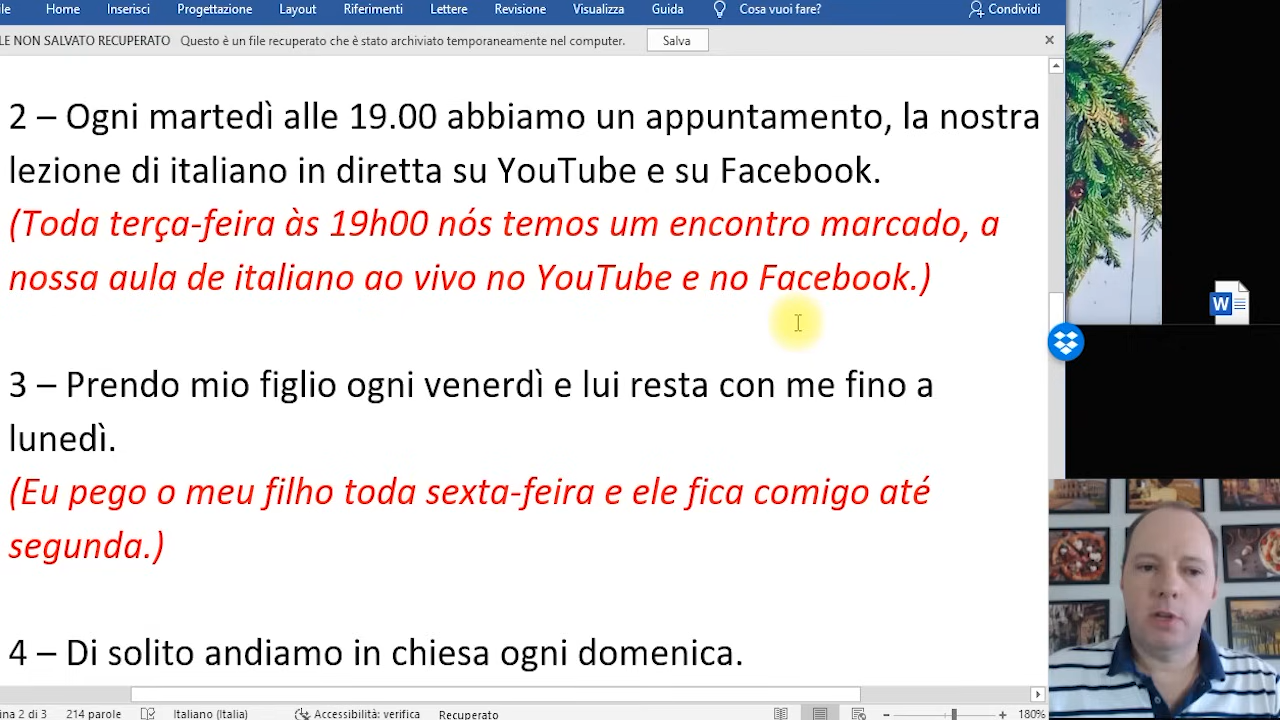 ile Home Inserisci Progettazione Layout Riferimenti Lettere Revisione Visualizza Guida Cosa vuoi fare? Condividi
LE NON SALVATO RECUPERATO Questo è un file recuperato che è stato archiviato temporaneamente nel computer. Salva
2 – Ogni martedì alle 19.00 abbiamo un appuntamento, la nostra
lezione di italiano in diretta su YouTube e su Facebook.
(Toda terça-feira às 19h00 nós temos um encontro marcado, a
nossa aula de italiano ao vivo no YouTube e no Facebook.)
W
3 – Prendo mio figlio ogni venerdì e lui resta con me fino a
lunedì.
(Eu pego o meu filho toda sexta-feira e ele fica comigo até
segunda.)
4 – Di solito andiamo in chiesa ogni domenica.
ina 2 di 3 214 parole Italiano (Italia) Accessibilità: verifica Recuperato 180%